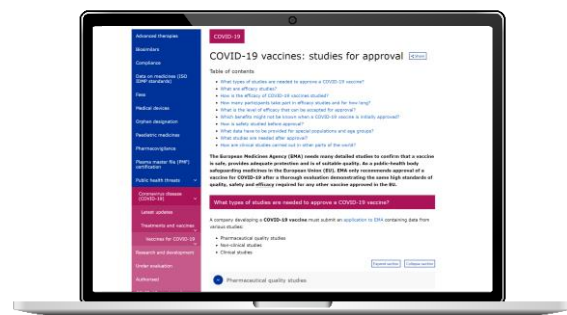 Advanced therapies
Biosimilars
Compliance
Data on medicines (ISO
IDMP standards)
Fees
Medical devices
Orphan designation
Paediatric medicines
Pharmacovigilance
Plasma master file (PMF)
certification
Public health threats
Coronavirus disease
(COVID-19)
Latest updates
Treatments and vaccines
Vaccines for COVID-19
Research and development
Under evaluation
Authorised
COVID-19
COVID-19 vaccines: studies for approval
Share
Table of contents
What types of studies are needed to approve a COVID-19 vaccine?
What are efficacy studies?
How is the efficacy of COVID-19 vaccines studied?
How many participants take part in efficacy studies and for how long?
What is the level of efficacy that can be accepted for approval?
Which benefits might not be known when a COVID-19 vaccine is initially approved?
How is safety studied before approval?
What data have to be provided for special populations and age groups?
What studies are needed after approval?
How are clinical studies carried out in other parts of the world?
The European Medicines Agency (EMA) needs many detailed studies to confirm that a vaccine
is safe, provides adequate protection and is of suitable quality. As a public-health body
safeguarding medicines in the European Union (EU), EMA only recommends approval of a
vaccine for COVID-19 after a thorough evaluation demonstrating the same high standards of
quality, safety and efficacy required for any other vaccine approved in the EU.
What types of studies are needed to approve a COVID-19 vaccine?
A company developing a COVID-19 vaccine must submit an application to EMA containing data from
various studies:
Pharmaceutical quality studies
Non-clinical studies
Clinical studies
Expand section
Collapse section
Pharmaceutical quality studies